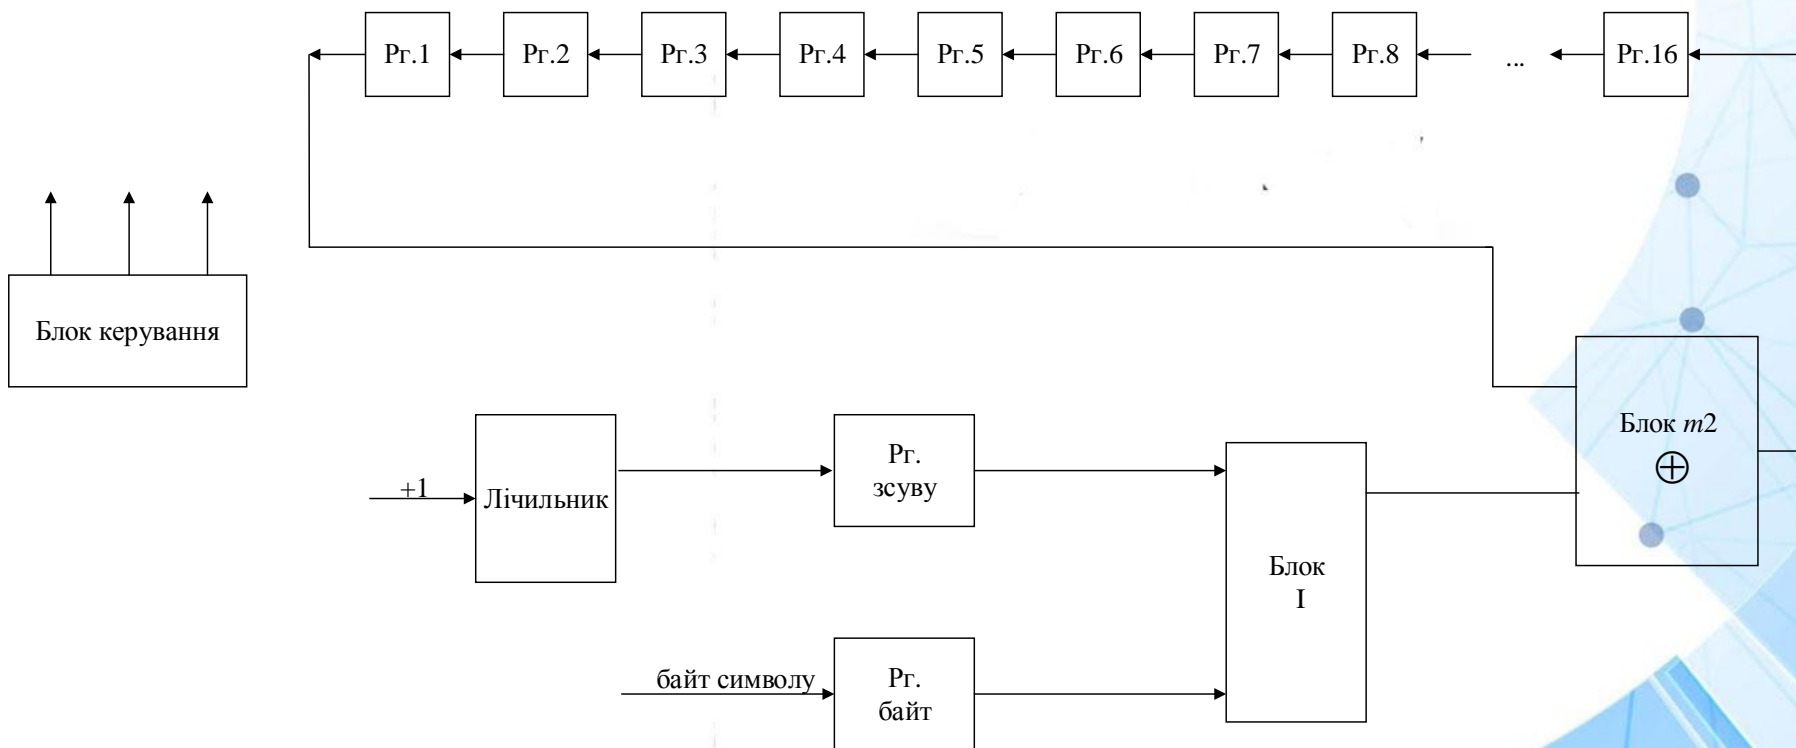 Рг.1 Рг.2 Рг.3 Рг.4 Рг.5 Рг.6 Рг.7 Рг.8 ... Рг.16
Блок керування
Блок m2
⊕
+1
Лічильник
Рг.
зсуву
Блок
І
байт символу
Рг.
байт